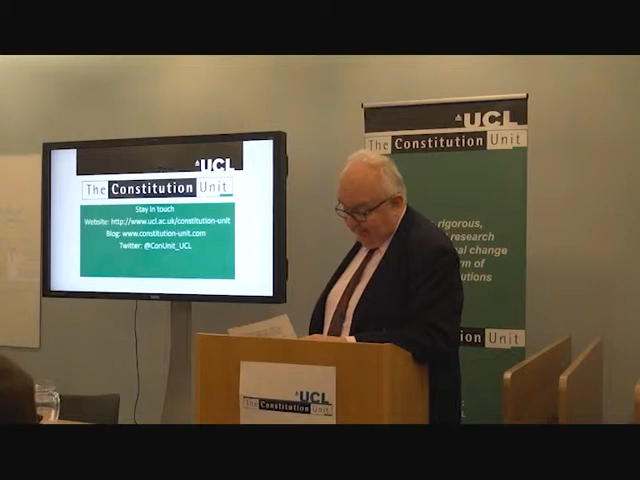 UCL
The Constitution Unit
Stay in touch
Website: http://www.ucl.ac.uk/constitution-unit
Blog: www.constitution-unit.com
Twitter: @ConUnit_UCL
UCL
The Constitution Unit
rigorous,
research
change
of
Unit
UCL
The Constitution Unit